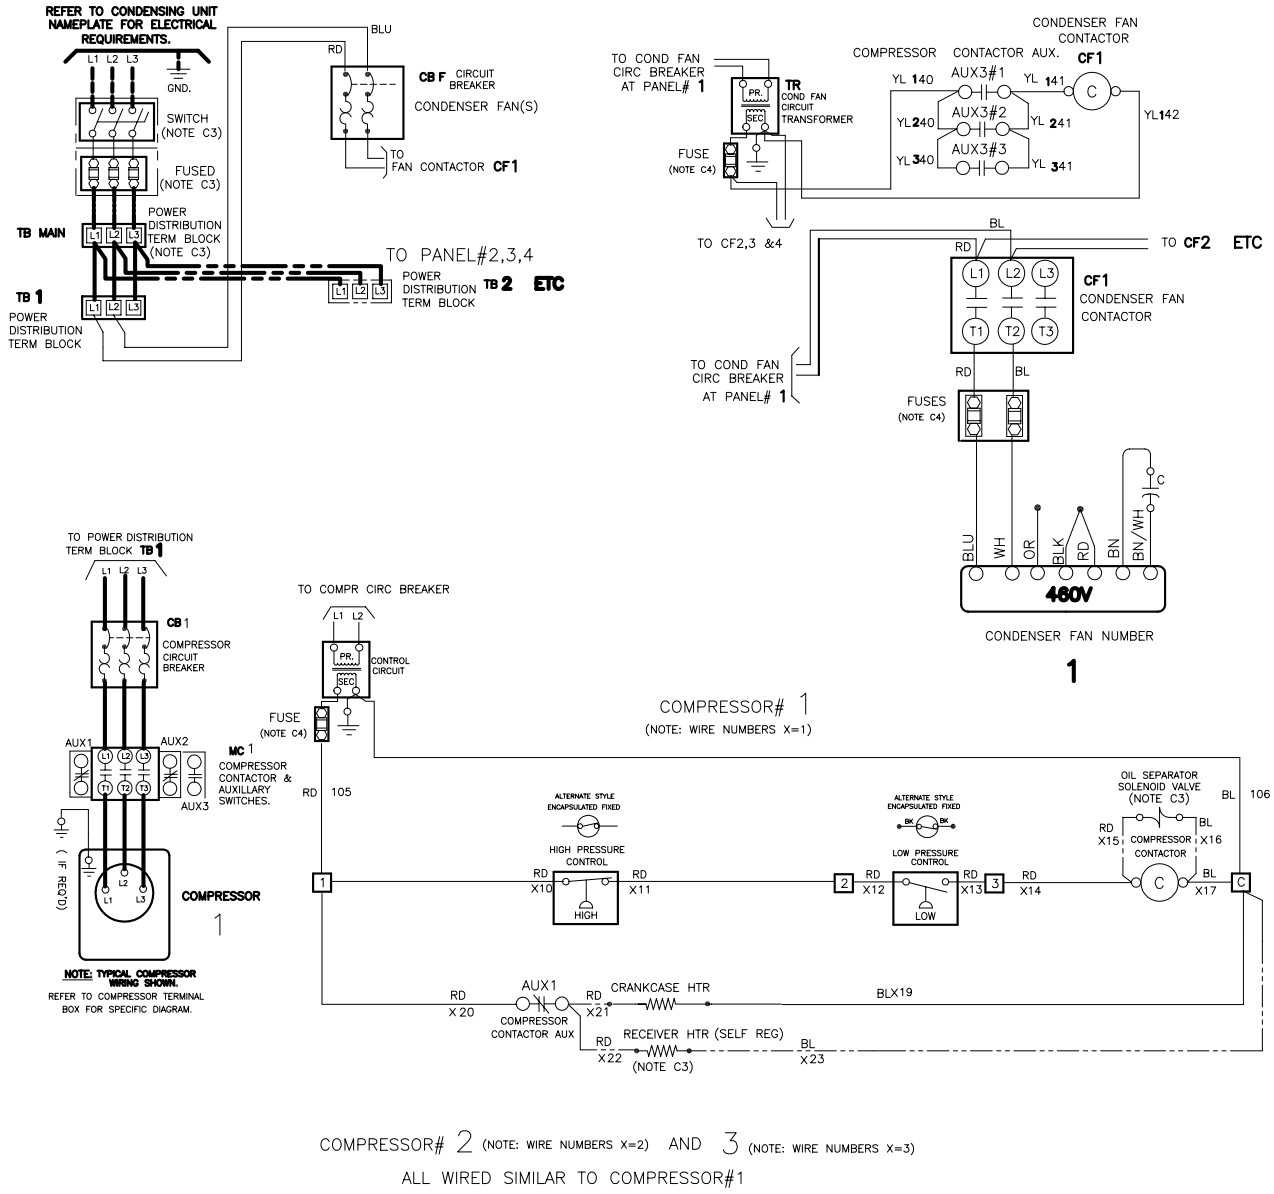 REFER TO CONDENSING UNIT
NAMEPLATE FOR ELECTRICAL
REQUIREMENTS.
L1 L2 L3
GND.
SWITCH
(NOTE C3)
FUSED
(NOTE C3)
POWER
DISTRIBUTION
TERM BLOCK
(NOTE C3)
TB MAIN
L1 L2 L3
TB 1
POWER
DISTRIBUTION
TERM BLOCK
L1 L2 L3
BLU
RD
CB F CIRCUIT
BREAKER
CONDENSER FAN(S)
TO
FAN CONTACTOR CF1
TO PANEL#2,3,4
L1 L2 L3
POWER
DISTRIBUTION
TERM BLOCK
TB 2 ETC
TO COND FAN
CIRC BREAKER
AT PANEL# 1
PR.
SEC
TR
COND FAN
CIRCUIT
TRANSFORMER
FUSE
(NOTE C4)
TO CF2,3 &4
CONDENSER FAN
CONTACTOR
CF1
COMPRESSOR CONTACTOR AUX.
YL 140 AUX3#1 YL 141
C
YL142
YL240 AUX3#2 YL 241
YL340 AUX3#3 YL 341
BL
RD
TO CF2 ETC
L1 L2 L3
T1 T2 T3
CF1
CONDENSER FAN
CONTACTOR
TO COND FAN
CIRC BREAKER
AT PANEL# 1
RD BL
FUSES
(NOTE C4)
C
BLU WH OR BLK RD BN BN/WH
460V
CONDENSER FAN NUMBER
1
TO POWER DISTRIBUTION
TERM BLOCK TB 1
L1 L2 L3
CB 1
COMPRESSOR
CIRCUIT
BREAKER
AUX1
AUX2
L1 L2 L3
T1 T2 T3
AUX3
MC 1
COMPRESSOR
CONTACTOR &
AUXILLARY
SWITCHES.
( IF REQ'D)
L2
L1 L3
COMPRESSOR
1
NOTE: TYPICAL COMPRESSOR
WIRING SHOWN.
REFER TO COMPRESSOR TERMINAL
BOX FOR SPECIFIC DIAGRAM.
TO COMPR CIRC BREAKER
L1 L2
PR.
SEC
CONTROL
CIRCUIT
FUSE
(NOTE C4)
RD 105
COMPRESSOR# 1
(NOTE: WIRE NUMBERS X=1)
ALTERNATE STYLE
ENCAPSULATED FIXED
HIGH PRESSURE
CONTROL
1
RD
X10
HIGH
RD
X11
2
ALTERNATE STYLE
ENCAPSULATED FIXED
BK BK
LOW PRESSURE
CONTROL
RD
X12
LOW
RD
X13
3
RD
X14
OIL SEPARATOR
SOLENOID VALVE
(NOTE C3)
RD
X15
BL
X16
COMPRESSOR
CONTACTOR
C
BL
X17
C
BL 106
RD
X20
AUX1
COMPRESSOR
CONTACTOR AUX
RD
X21
CRANKCASE HTR
BLX19
RD
X22
RECEIVER HTR (SELF REG)
(NOTE C3)
BL
X23
COMPRESSOR# 2 (NOTE: WIRE NUMBERS X=2) AND 3 (NOTE: WIRE NUMBERS X=3)
ALL WIRED SIMILAR TO COMPRESSOR#1